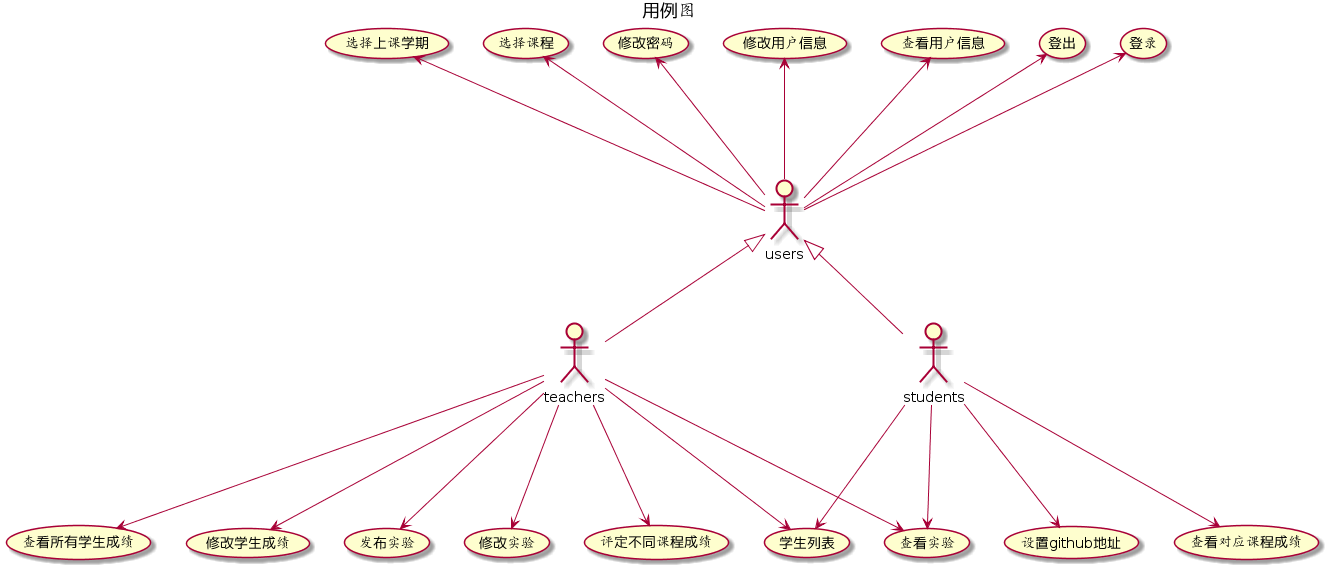 用例图
选择上课学期
选择课程
修改密码
修改用户信息
查看用户信息
登出
登录
users
teachers
students
查看所有学生成绩
修改学生成绩
发布实验
修改实验
评定不同课程成绩
学生列表
查看实验
设置github地址
查看对应课程成绩